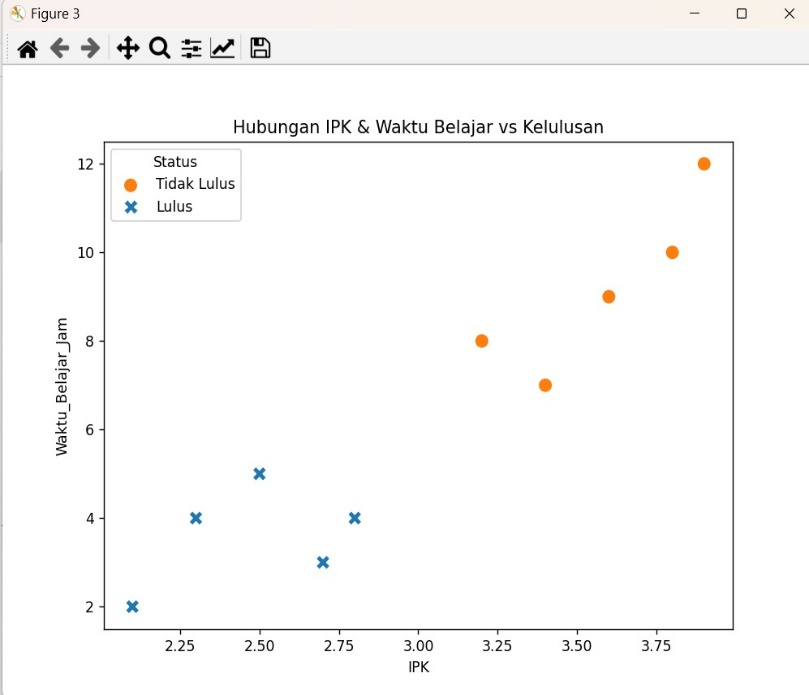 Figure 3
Hubungan IPK & Waktu Belajar vs Kelulusan
Status
Tidak Lulus
Lulus
12
10
8
6
4
2
Waktu_Belajar_Jam
2.25 2.50 2.75 3.00 3.25 3.50 3.75
IPK